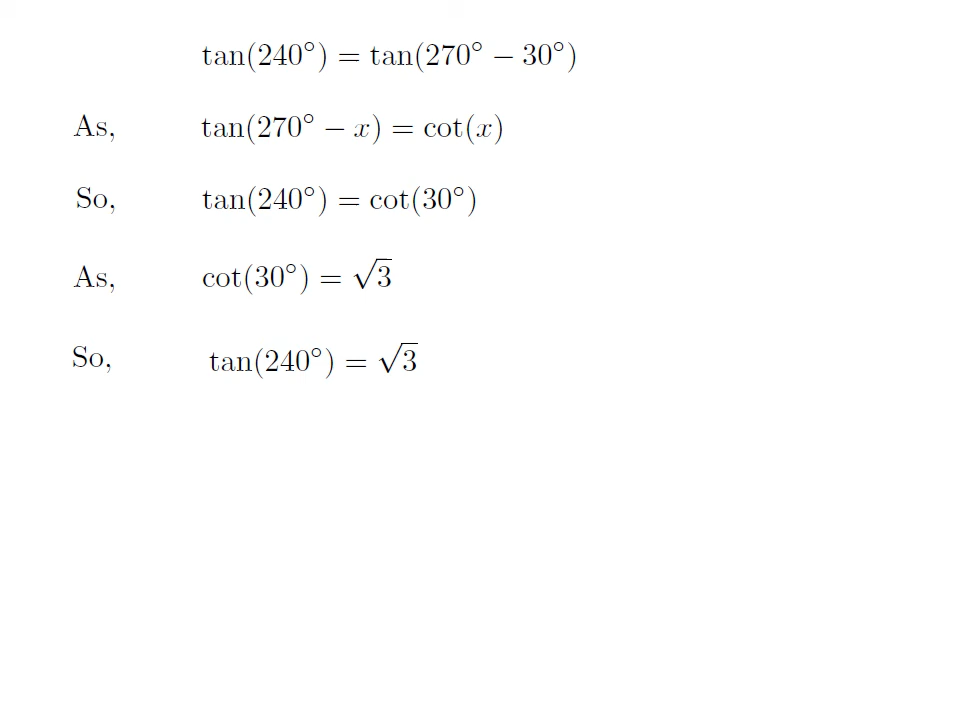 tan(240°) = tan(270° − 30°)
As, tan(270° − x) = cot(x)
So, tan(240°) = cot(30°)
As, cot(30°) = √3
So, tan(240°) = √3